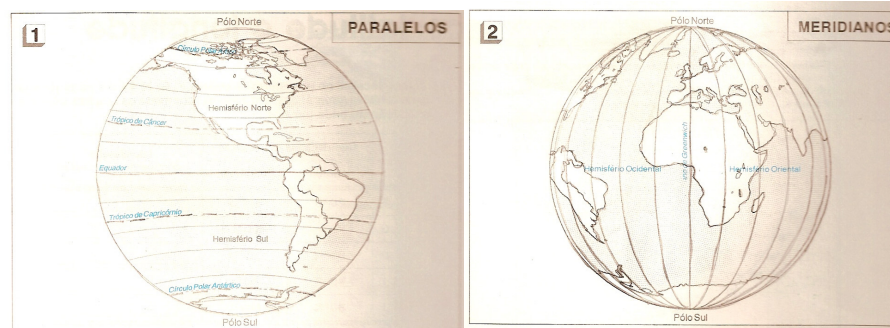 1
PARALELOS
Pólo Norte
Círculo Polar Ártico
Hemisfério Norte
Trópico de Câncer
Equador
Trópico de Capricórnio
Hemisfério Sul
Círculo Polar Antártico
Pólo Sul
2
MERIDIANOS
Pólo Norte
Greenwich
Hemisfério Ocidental
Hemisfério Oriental
Pólo Sul